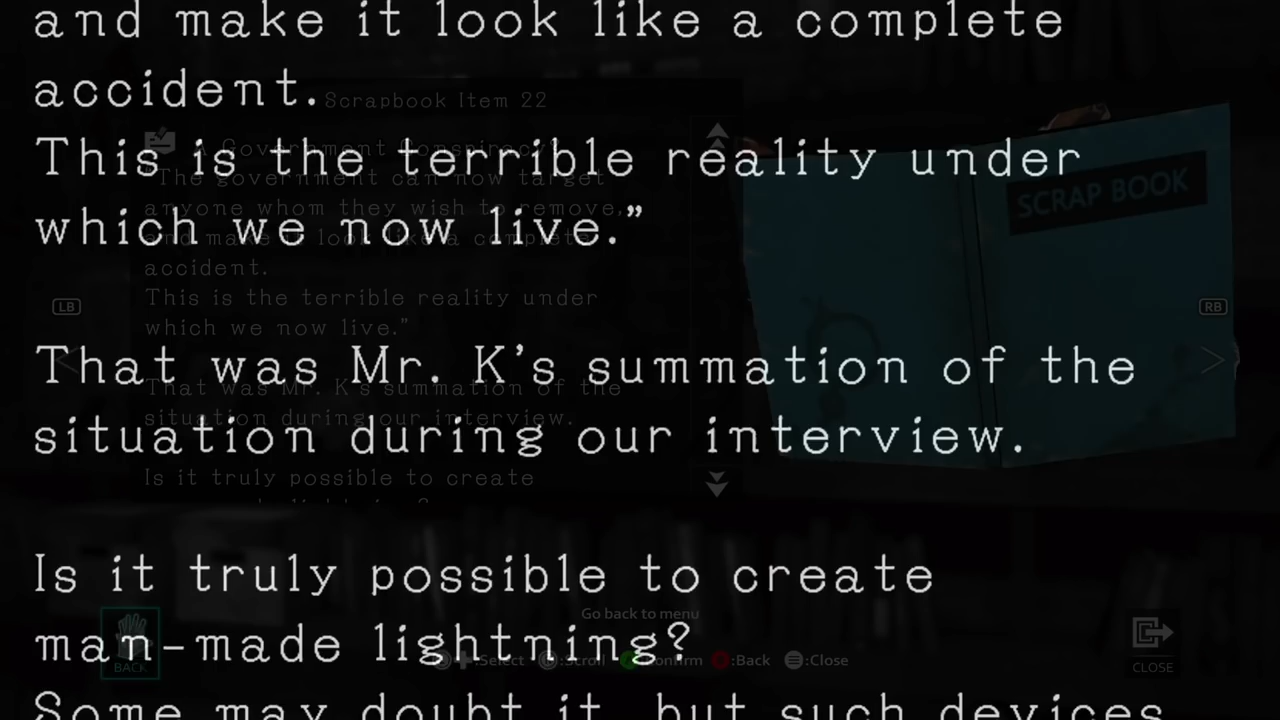 and make it look like a complete
accident.
This is the terrible reality under
which we now live.”
That was Mr. K’s summation of the
situation during our interview.
Is it truly possible to create
man-made lightning?
Some may doubt it, but such devices
Scrapbook Item 22
A Government Conspiracy
“The government can now target
anyone whom they wish to remove,
and make it look like a complete
accident.
This is the terrible reality under
which we now live.”
That was Mr. K’s summation of the
situation during our interview.
Is it truly possible to create
SCRAP BOOK
LB
RB
Go back to menu
BACK
:Select
:Scroll
:Confirm
:Back
:Close
CLOSE